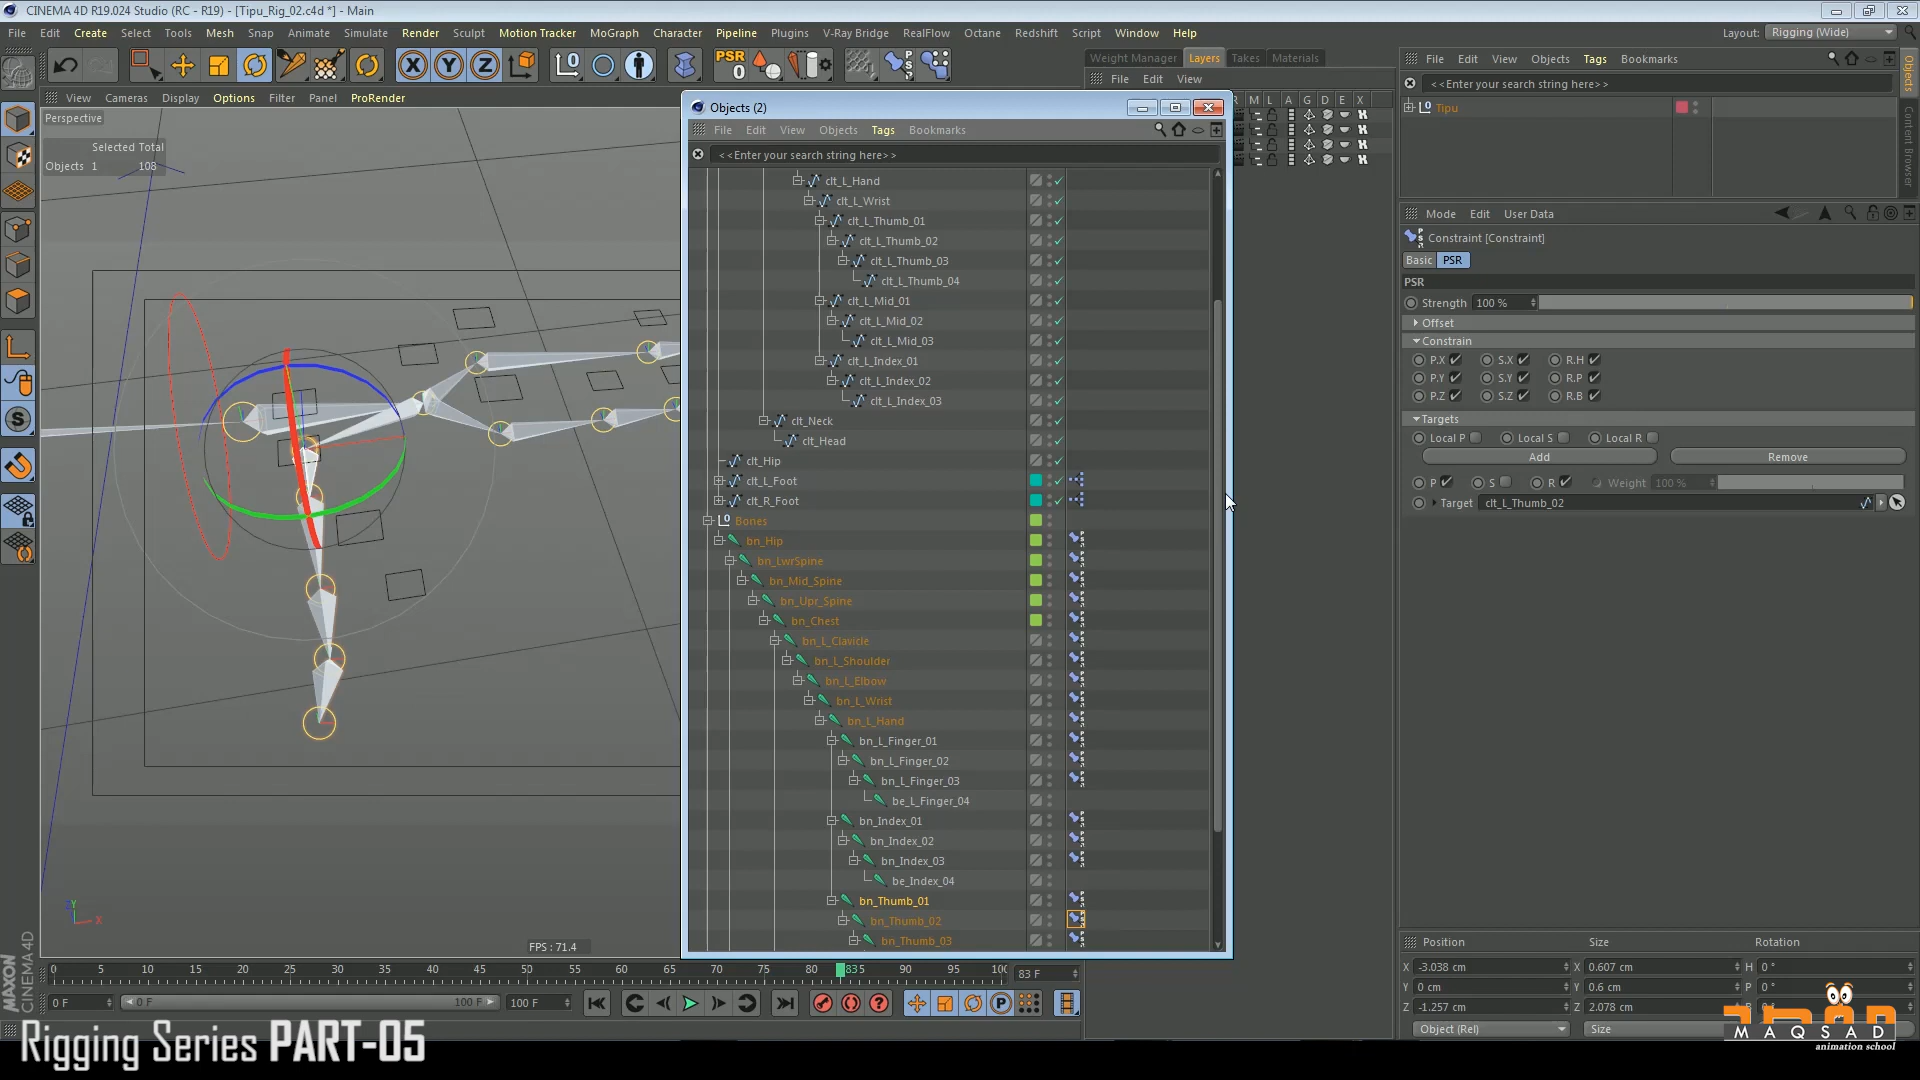 CINEMA 4D R19.024 Studio (RC - R19) - [Tipu_Rig_02.c4d *] - Main
File Edit Create Select Tools Mesh Snap Animate Simulate Render Sculpt Motion Tracker MoGraph Character Pipeline Plugins V-Ray Bridge RealFlow Octane Redshift Script Window Help
Layout: Rigging (Wide)
X Y Z PSR 0
Weight Manager Layers Takes Materials
File Edit View
File Edit View Objects Tags Bookmarks
<<Enter your search string here>>
Tipu
Objects
Content Browser
View Cameras Display Options Filter Panel ProRender
Perspective
Selected Total
Objects 1 108
Objects (2)
File Edit View Objects Tags Bookmarks
<<Enter your search string here>>
R M L A G D E X
clt_L_Hand
clt_L_Wrist
clt_L_Thumb_01
clt_L_Thumb_02
clt_L_Thumb_03
clt_L_Thumb_04
clt_L_Mid_01
clt_L_Mid_02
clt_L_Mid_03
clt_L_Index_01
clt_L_Index_02
clt_L_Index_03
clt_Neck
clt_Head
clt_Hip
clt_L_Foot
clt_R_Foot
Bones
bn_Hip
bn_LwrSpine
bn_Mid_Spine
bn_Upr_Spine
bn_Chest
bn_L_Clavicle
bn_L_Shoulder
bn_L_Elbow
bn_L_Wrist
bn_L_Hand
bn_L_Finger_01
bn_L_Finger_02
bn_L_Finger_03
be_L_Finger_04
bn_Index_01
bn_Index_02
bn_Index_03
be_Index_04
bn_Thumb_01
bn_Thumb_02
bn_Thumb_03
Mode Edit User Data
Constraint [Constraint]
Basic PSR
PSR
Strength 100 %
Offset
Constrain
P.X S.X R.H
P.Y S.Y R.P
P.Z S.Z R.B
Targets
Local P Local S Local R
Add Remove
P S R Weight 100 %
Target clt_L_Thumb_02
Y X
FPS : 71.4
0 5 10 15 20 25 30 35 40 45 50 55 60 65 70 75 80 835 90 95 100 83 F
0 F 0 F 100 F 100 F
Position Size Rotation
X -3.038 cm X 0.607 cm H 0 °
Y 0 cm Y 0.6 cm P 0 °
Z -1.257 cm Z 2.078 cm
Object (Rel) Size
MAXON CINEMA 4D
Rigging Series PART-05
MAQSAD
animation school